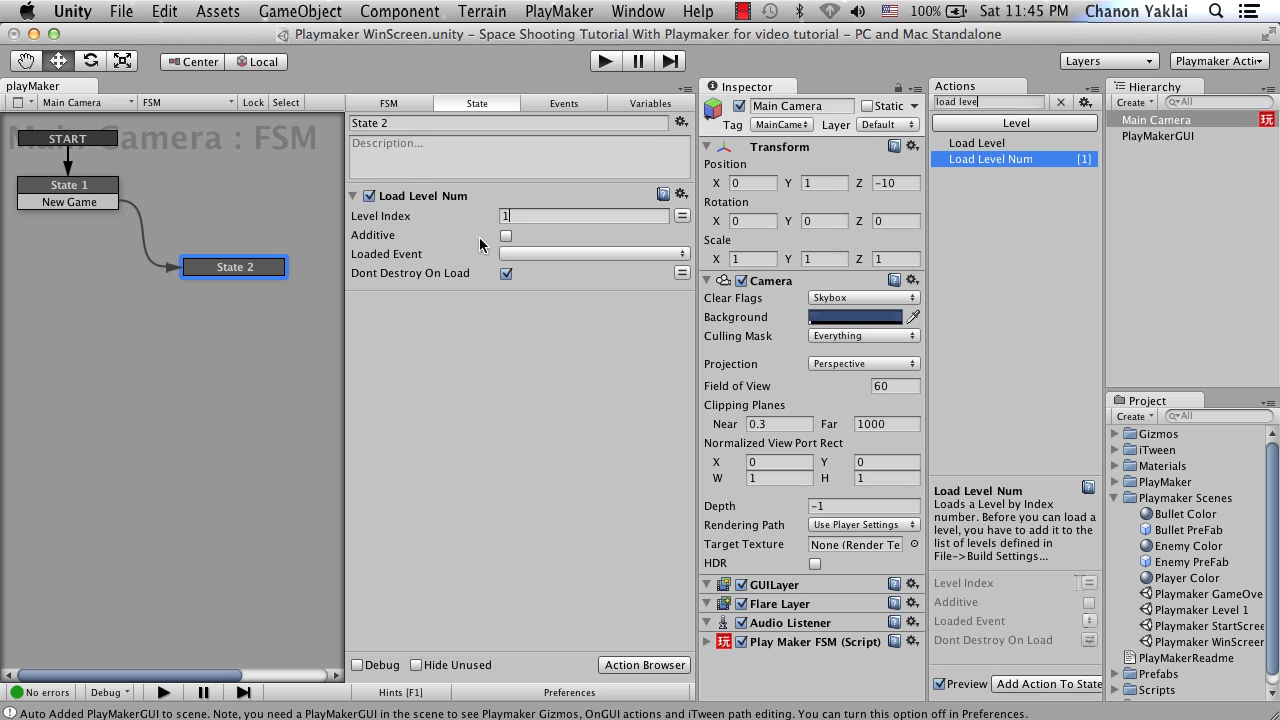 Unity File Edit Assets GameObject Component Terrain PlayMaker Window Help 100% Sat 11:45 PM Chanon Yaklai
Playmaker WinScreen.unity - Space Shooting Tutorial With Playmaker for video tutorial - PC and Mac Standalone
Center Local Layers Playmaker Activ
playMaker
Main Camera FSM Lock Select
Main Camera : FSM
START
State 1
New Game
State 2
No errors Debug
FSM State Events Variables
State 2
Description...
Load Level Num
Level Index 1
Additive
Loaded Event
Dont Destroy On Load
Debug Hide Unused Action Browser
Hints [F1] Preferences
Inspector
Main Camera Static
Tag MainCame Layer Default
Transform
Position
X 0 Y 1 Z -10
Rotation
X 0 Y 0 Z 0
Scale
X 1 Y 1 Z 1
Camera
Clear Flags Skybox
Background
Culling Mask Everything
Projection Perspective
Field of View 60
Clipping Planes
Near 0.3 Far 1000
Normalized View Port Rect
X 0 Y 0
W 1 H 1
Depth -1
Rendering Path Use Player Settings
Target Texture None (Render Te
HDR
GUILayer
Flare Layer
Audio Listener
Play Maker FSM (Script)
Actions
load leve
Level
Load Level
Load Level Num [1]
Load Level Num
Loads a Level by Index
number. Before you can load a
level, you have to add it to the
list of levels defined in
File->Build Settings...
Level Index
Additive
Loaded Event
Dont Destroy On Load
Preview Add Action To State
Hierarchy
Create All
Main Camera 玩
PlayMakerGUI
Project
Create All
Gizmos
iTween
Materials
PlayMaker
Playmaker Scenes
Bullet Color
Bullet PreFab
Enemy Color
Enemy PreFab
Player Color
Playmaker GameOve
Playmaker Level 1
Playmaker StartScree
Playmaker WinScreen
PlayMakerReadme
Prefabs
Scripts
Auto Added PlayMakerGUI to scene. Note, you need a PlayMakerGUI in the scene to see Playmaker Gizmos, OnGUI actions and iTween path editing. You can turn this option off in Preferences.